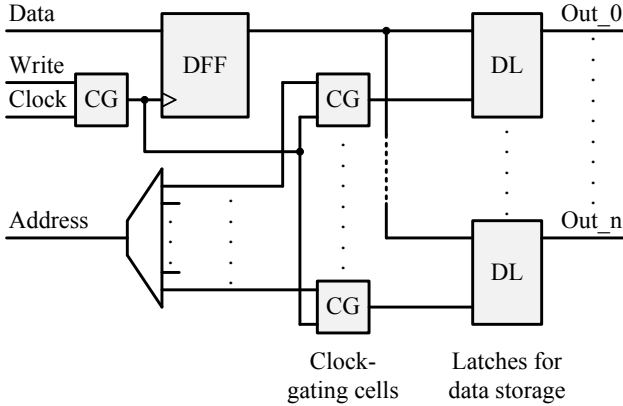 Data
Out_0
DFF
DL
Write
Clock
CG
CG
Address
Out_n
DL
CG
Clock-
gating cells
Latches for
data storage